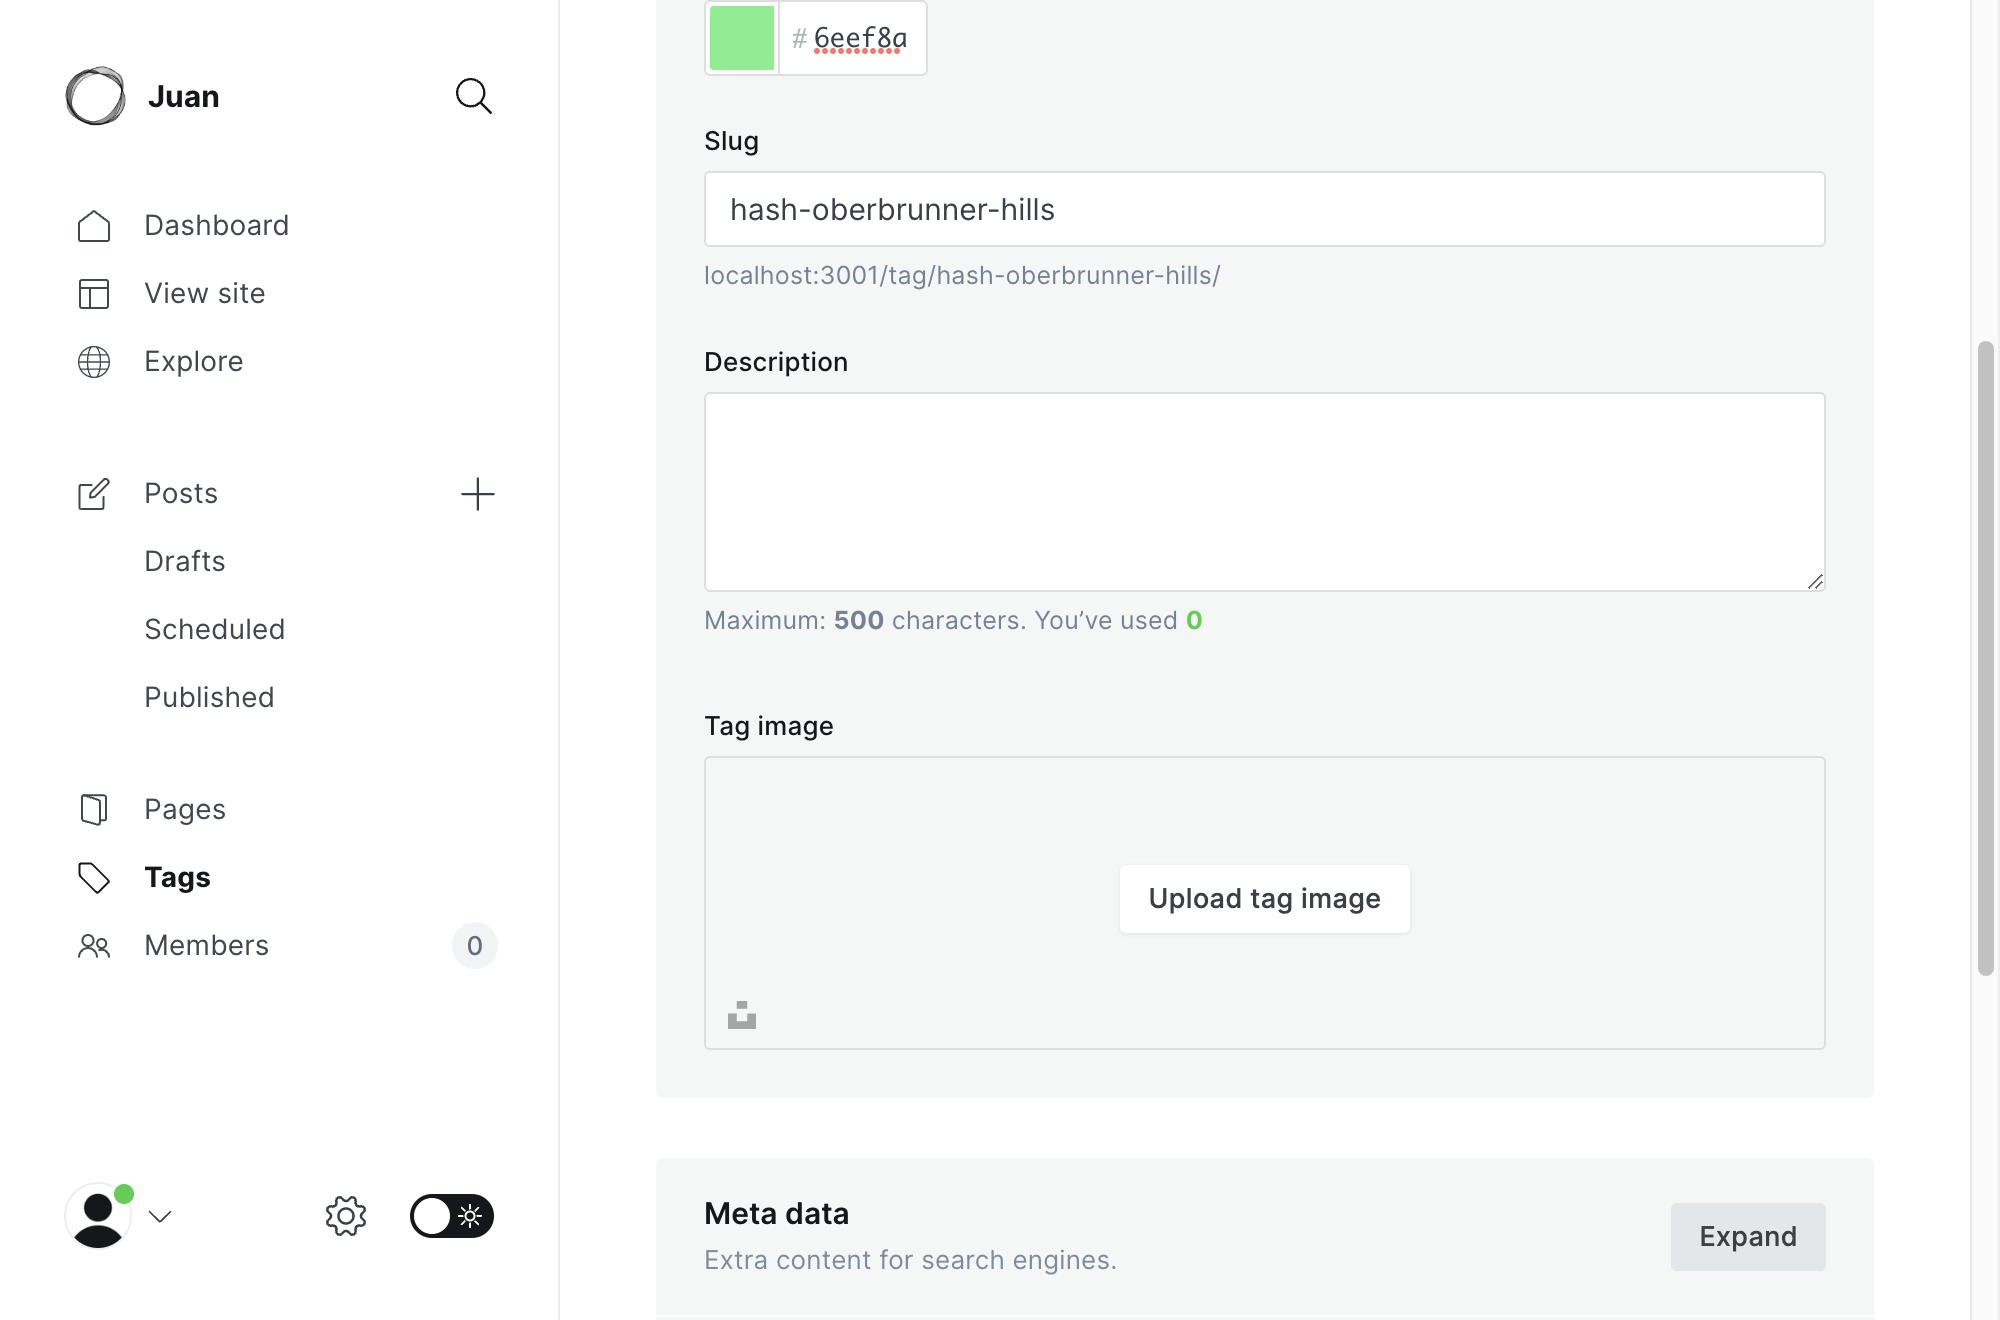 Juan
Dashboard
View site
Explore
Posts
Drafts
Scheduled
Published
Pages
Tags
Members
0
# 6eef8a
Slug
hash-oberbrunner-hills
localhost:3001/tag/hash-oberbrunner-hills/
Description
Maximum: 500 characters. You’ve used 0
Tag image
Upload tag image
Meta data
Extra content for search engines.
Expand